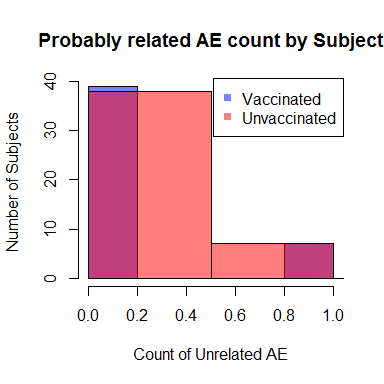 Probably related AE count by Subject
Vaccinated
Unvaccinated
Number of Subjects
40
30
20
10
0
0.0 0.2 0.4 0.6 0.8 1.0
Count of Unrelated AE